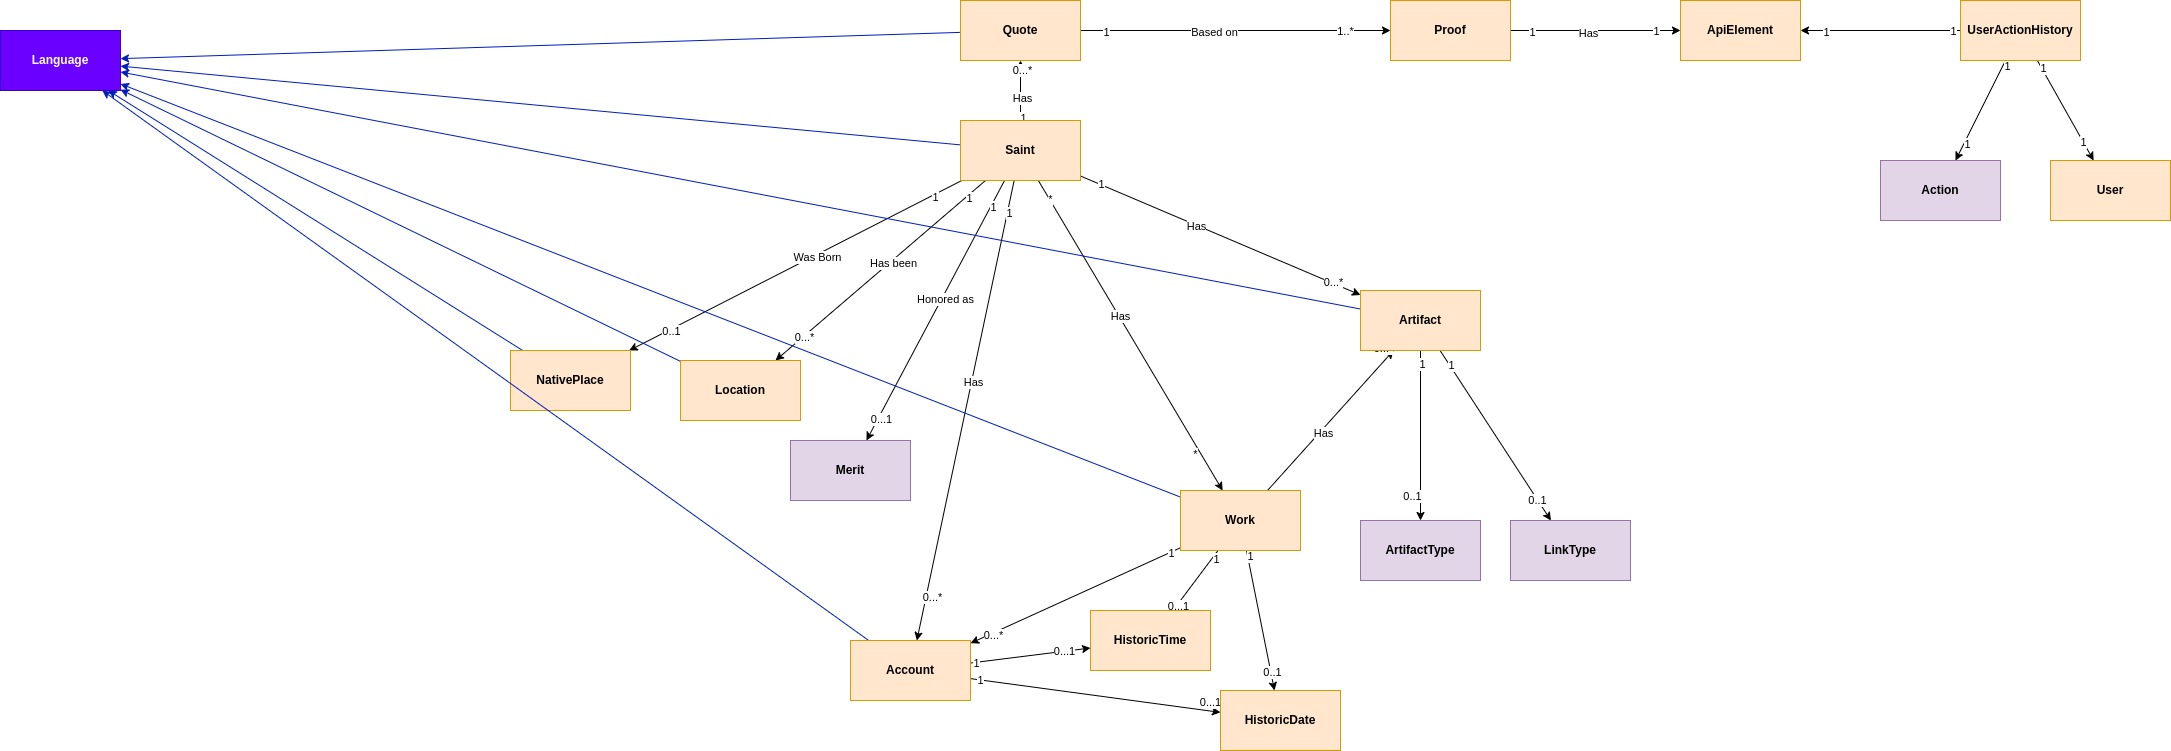 Quote
Proof
ApiElement
UserActionHistory
Language
1
Based on
1..*
1
Has
1
1
1
0...*
Has
1
1
1
1
1
Saint
Action
User
1
1
1
1
1
*
1
Has
Was Born
Has been
Honored as
0...*
Has
0..1
0...*
Artifact
NativePlace
Location
1
1
Has
0...1
Has
Merit
*
0..1
0..1
Work
ArtifactType
LinkType
1
1
1
0...*
0...1
0...*
HistoricTime
0...1
1
Account
1
0..1
0...1
HistoricDate